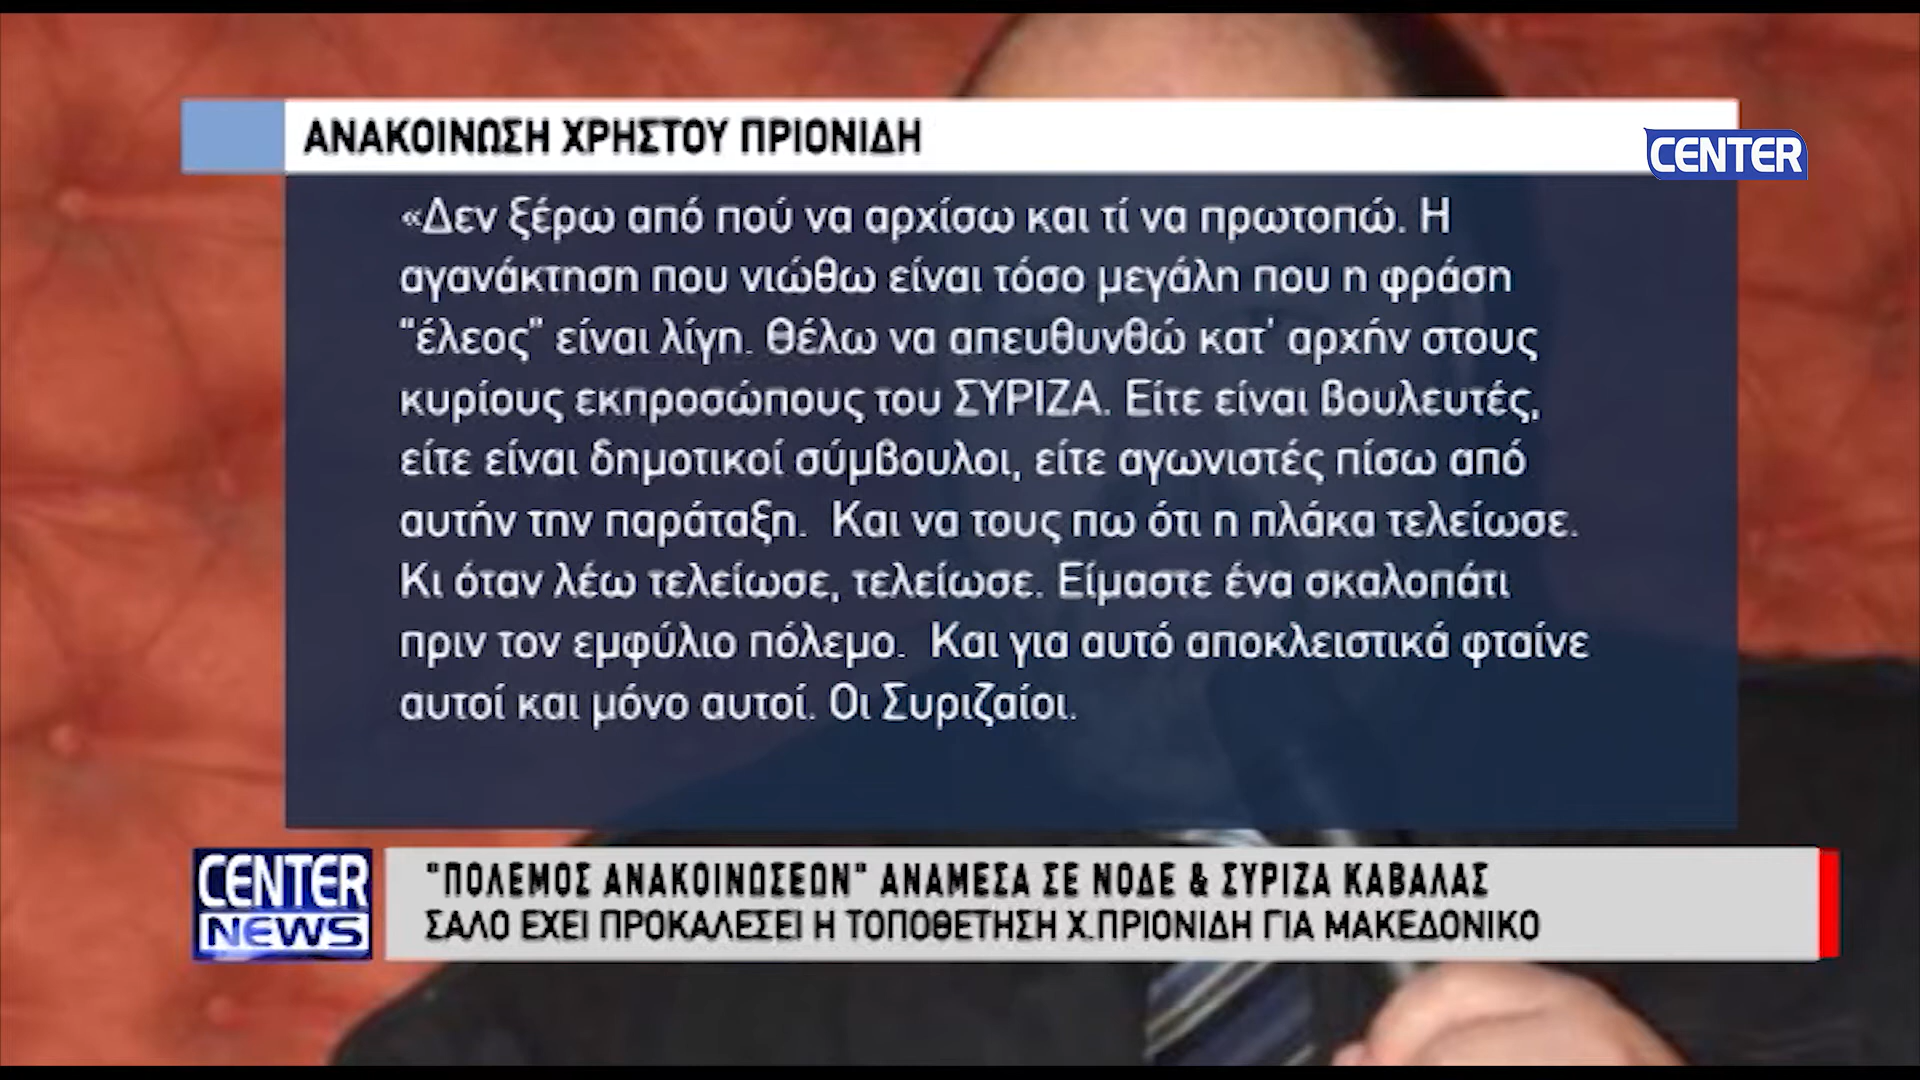 ΑΝΑΚΟΙΝΩΣΗ ΧΡΗΣΤΟΥ ΠΡΙΟΝΙΔΗ
CENTER
«Δεν ξέρω από πού να αρχίσω και τί να πρωτοπώ. Η
αγανάκτηση που νιώθω είναι τόσο μεγάλη που η φράση
“έλεος” είναι λίγη. Θέλω να απευθυνθώ κατ’ αρχήν στους
κυρίους εκπροσώπους του ΣΥΡΙΖΑ. Είτε είναι βουλευτές,
είτε είναι δημοτικοί σύμβουλοι, είτε αγωνιστές πίσω από
αυτήν την παράταξη.  Και να τους πω ότι η πλάκα τελείωσε.
Κι όταν λέω τελείωσε, τελείωσε. Είμαστε ένα σκαλοπάτι
πριν τον εμφύλιο πόλεμο.  Και για αυτό αποκλειστικά φταίνε
αυτοί και μόνο αυτοί. Οι Συριζαίοι.
CENTER
NEWS
"ΠΟΛΕΜΟΣ ΑΝΑΚΟΙΝΩΣΕΩΝ" ΑΝΑΜΕΣΑ ΣΕ ΝΟΔΕ & ΣΥΡΙΖΑ ΚΑΒΑΛΑΣ
ΣΑΛΟ ΕΧΕΙ ΠΡΟΚΑΛΕΣΕΙ Η ΤΟΠΟΘΕΤΗΣΗ Χ.ΠΡΙΟΝΙΔΗ ΓΙΑ ΜΑΚΕΔΟΝΙΚΟ